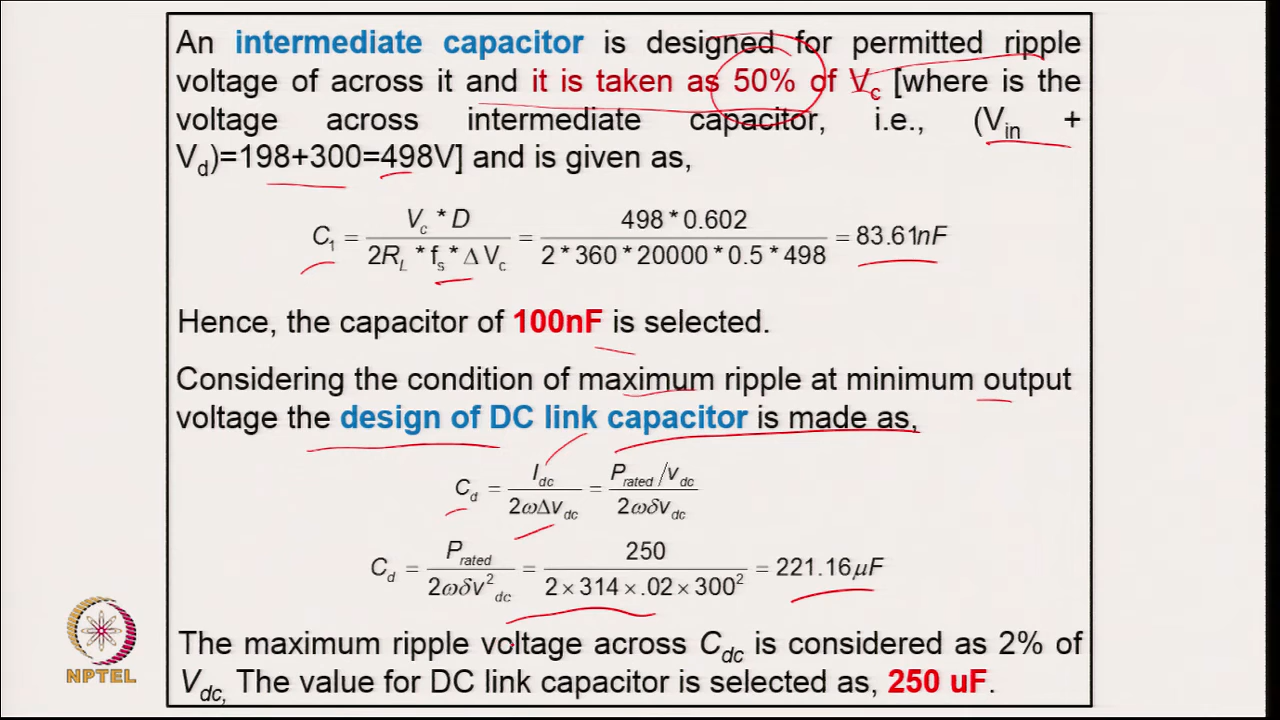 An intermediate capacitor is designed for permitted ripple
voltage of across it and it is taken as 50% of Vc [where is the
voltage across intermediate capacitor, i.e., (Vin +
Vd)=198+300=498V] and is given as,
C₁ = Vc * D / 2RL * fs * Δ Vc = 498 * 0.602 / 2 * 360 * 20000 * 0.5 * 498 = 83.61nF
Hence, the capacitor of 100nF is selected.
Considering the condition of maximum ripple at minimum output
voltage the design of DC link capacitor is made as,
Cd = Idc / 2ωΔvdc = Prated/vdc / 2ωδvdc
Cd = Prated / 2ωδv²dc = 250 / 2×314×.02×300² = 221.16μF
The maximum ripple voltage across Cdc is considered as 2% of
Vdc, The value for DC link capacitor is selected as, 250 uF.
NPTEL